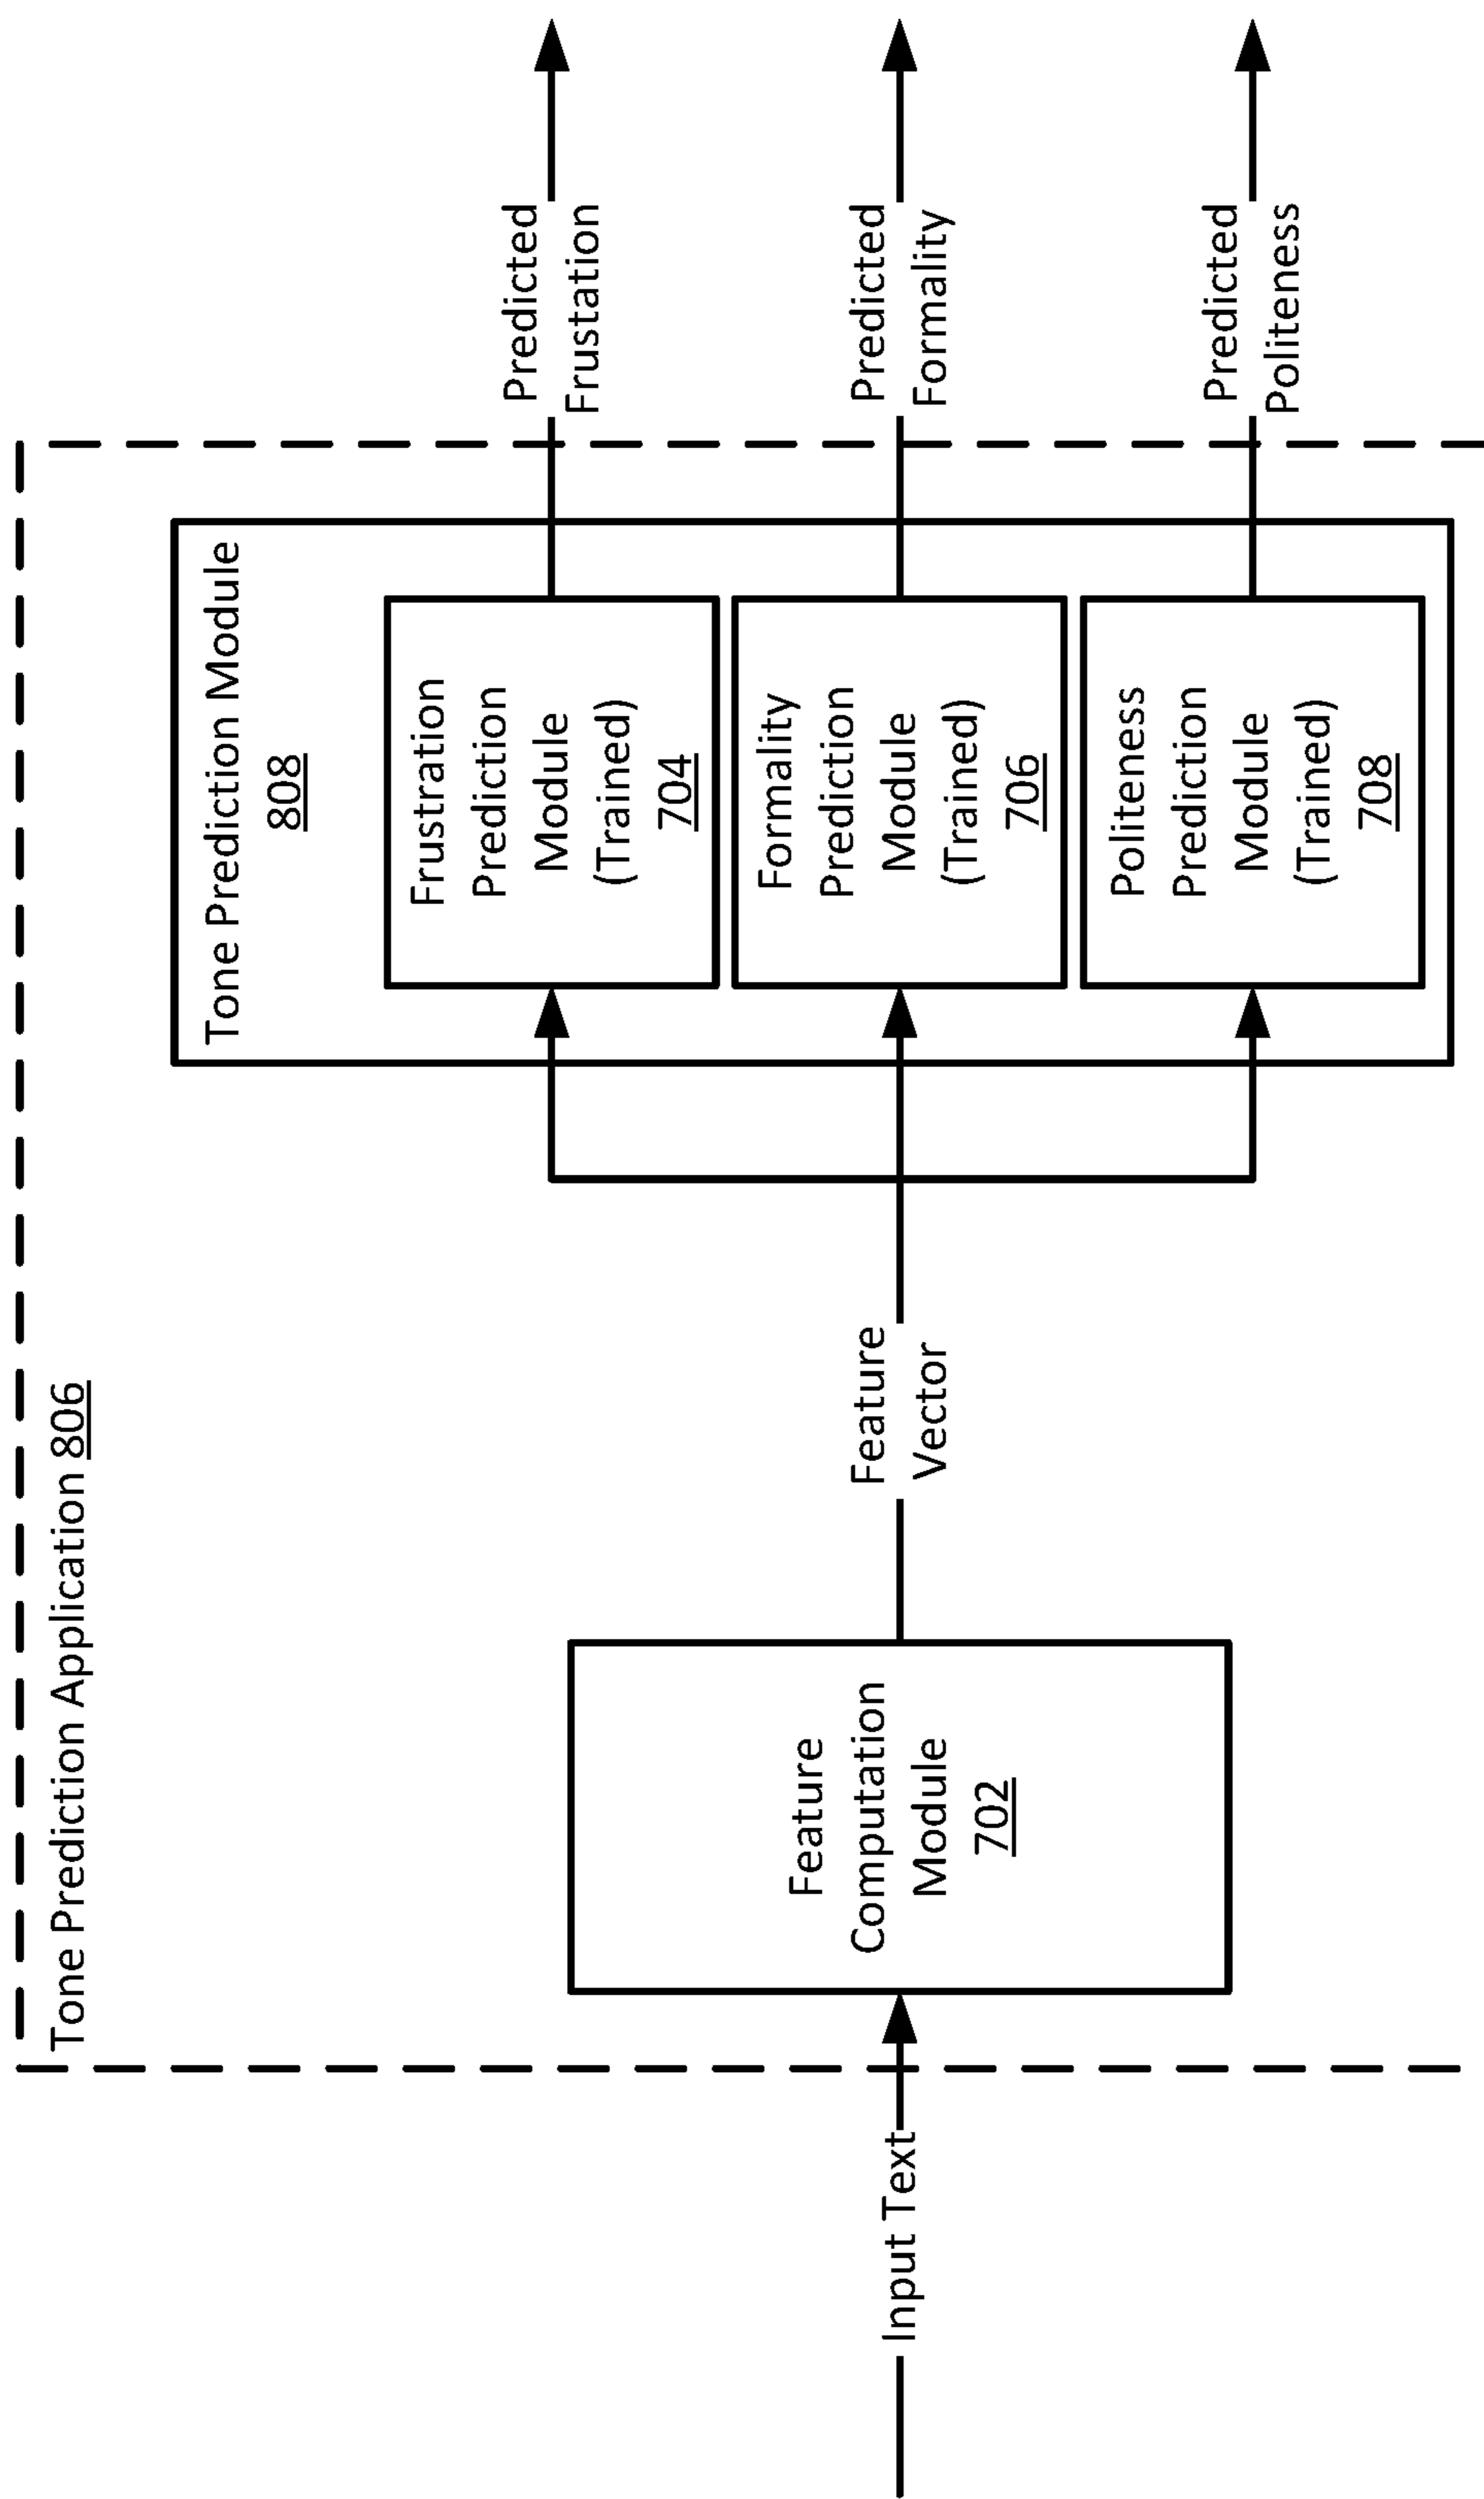 Tone Prediction Application 806
Input Text
Feature
Computation
Module
702
Feature
Vector
Tone Prediction Module
808
Frustration
Prediction
Module
(Trained)
704
Formality
Prediction
Module
(Trained)
706
Politeness
Prediction
Module
(Trained)
708
Predicted
Frustation
Predicted
Formality
Predicted
Politeness